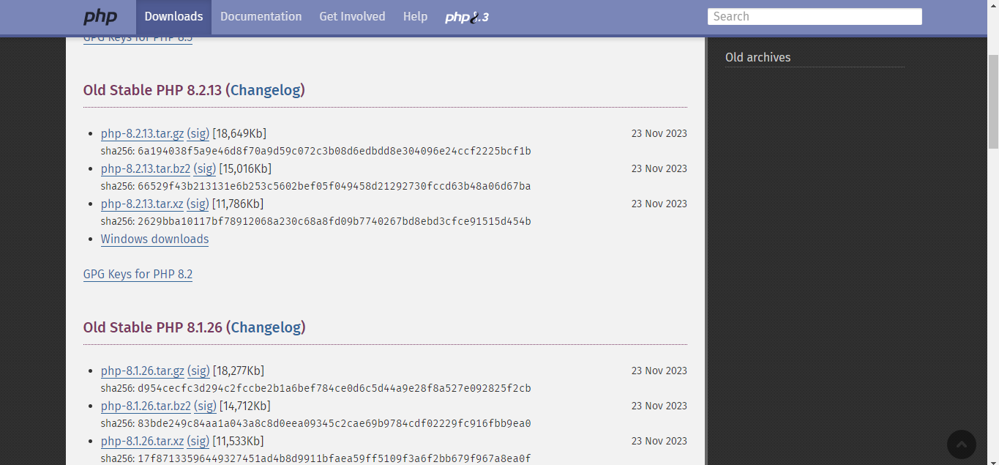 php Downloads Documentation Get Involved Help php8.3 Search
GPG Keys for PHP 8.3
Old archives
Old Stable PHP 8.2.13 (Changelog)
php-8.2.13.tar.gz (sig) [18,649Kb] 23 Nov 2023
sha256: 6a194038f5a9e46d8f70a9d59c072c3b08d6edbdd8e304096e24ccf2225bcf1b
php-8.2.13.tar.bz2 (sig) [15,016Kb] 23 Nov 2023
sha256: 66529f43b213131e6b253c5602bef05f049458d21292730fccd63b48a06d67ba
php-8.2.13.tar.xz (sig) [11,786Kb] 23 Nov 2023
sha256: 2629bba10117bf78912068a230c68a8fd09b7740267bd8ebd3cfce91515d454b
Windows downloads
GPG Keys for PHP 8.2
Old Stable PHP 8.1.26 (Changelog)
php-8.1.26.tar.gz (sig) [18,277Kb] 23 Nov 2023
sha256: d954cecfc3d294c2fccbe2b1a6bef784ce0d6c5d44a9e28f8a527e092825f2cb
php-8.1.26.tar.bz2 (sig) [14,712Kb] 23 Nov 2023
sha256: 83bde249c84aa1a043a8c8d0eea09345c2cae69b9784cdf02229fc916fbb9ea0
php-8.1.26.tar.xz (sig) [11,533Kb] 23 Nov 2023
sha256: 17f87133596449327451ad4b8d9911bfaea59ff5109f3a6f2bb679f967a8ea0f